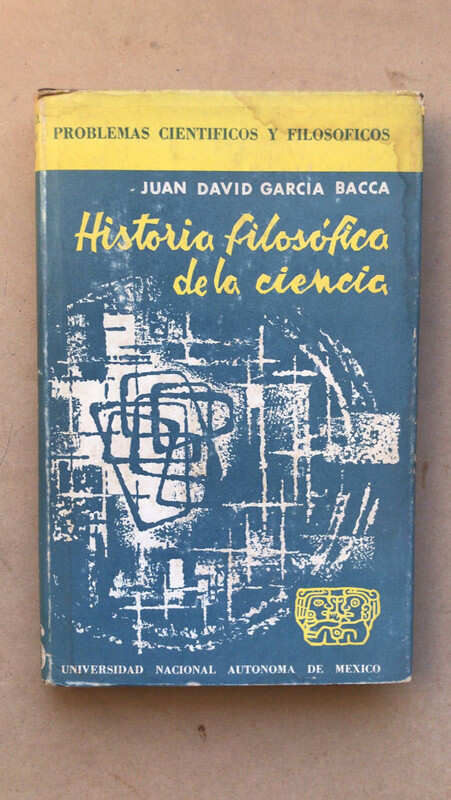 PROBLEMAS CIENTIFICOS Y FILOSOFICOS
JUAN DAVID GARCIA BACCA
Historia filosófica
de la ciencia
UNIVERSIDAD NACIONAL AUTONOMA DE MEXICO